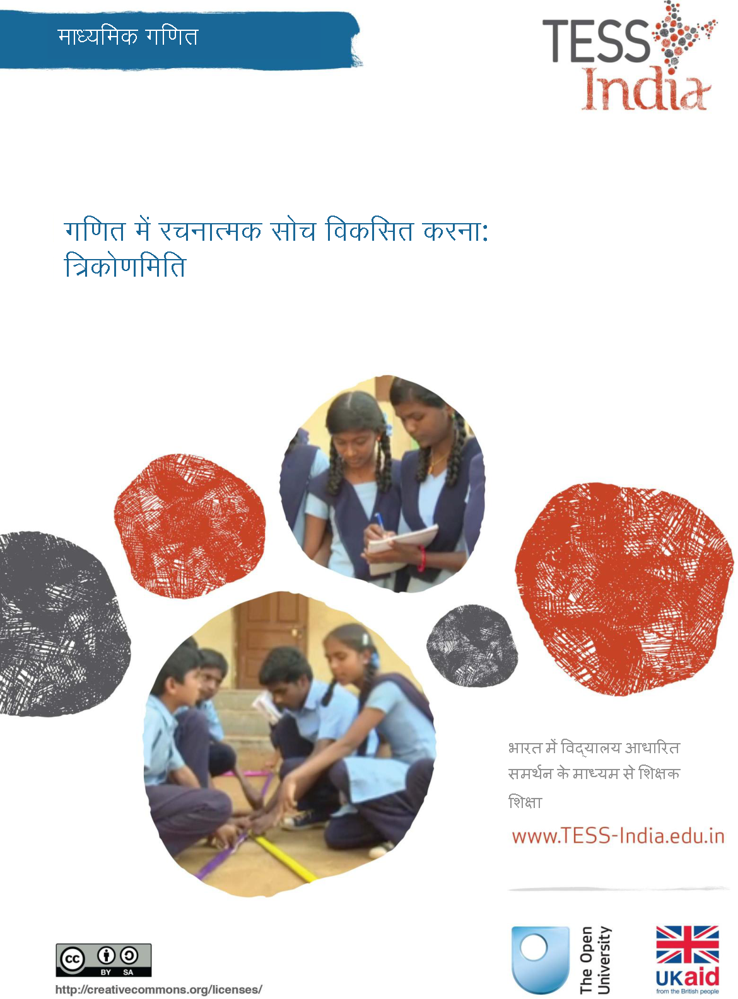 माध्यमिक गणित
TESS
India
गणित में रचनात्मक सोच विकसित करना:
त्रिकोणमिति
भारत में विद्यालय आधारित
समर्थन के माध्यम से शिक्षक
शिक्षा
www.TESS-India.edu.in
cc
BY SA
http://creativecommons.org/licenses/
The Open
University
UKaid
from the British people